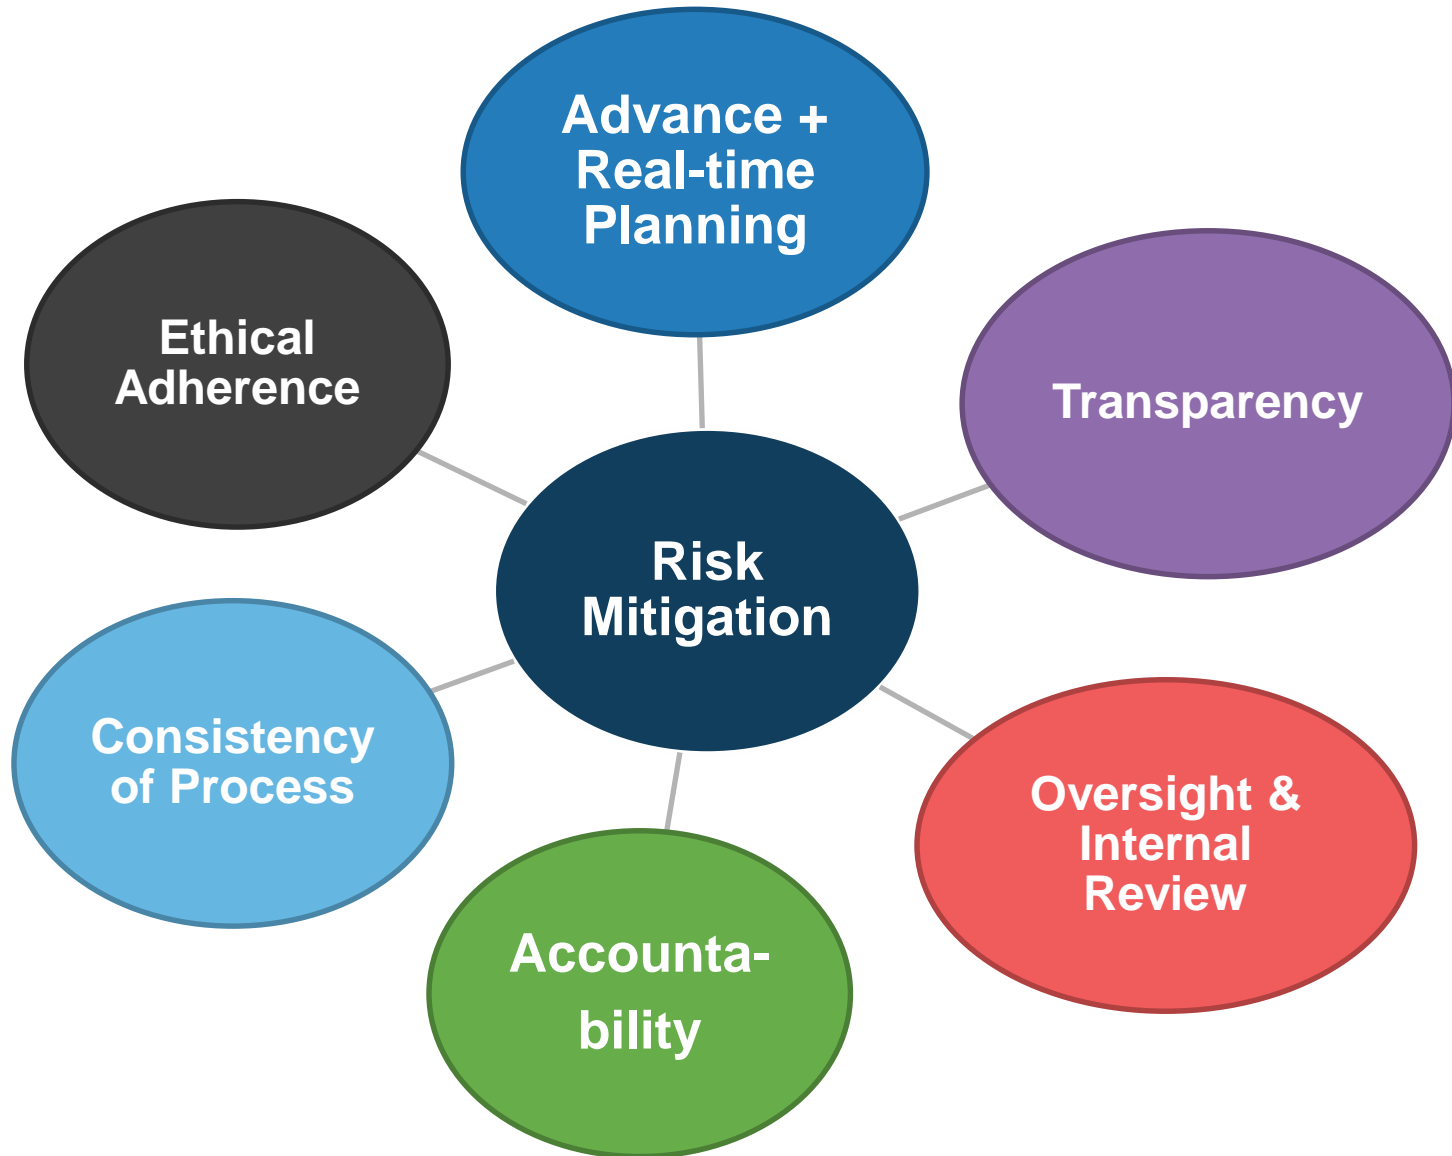 Advance +
Real-time
Planning
Ethical
Adherence
Transparency
Risk
Mitigation
Consistency
of Process
Oversight &
Internal
Review
Accounta-
bility